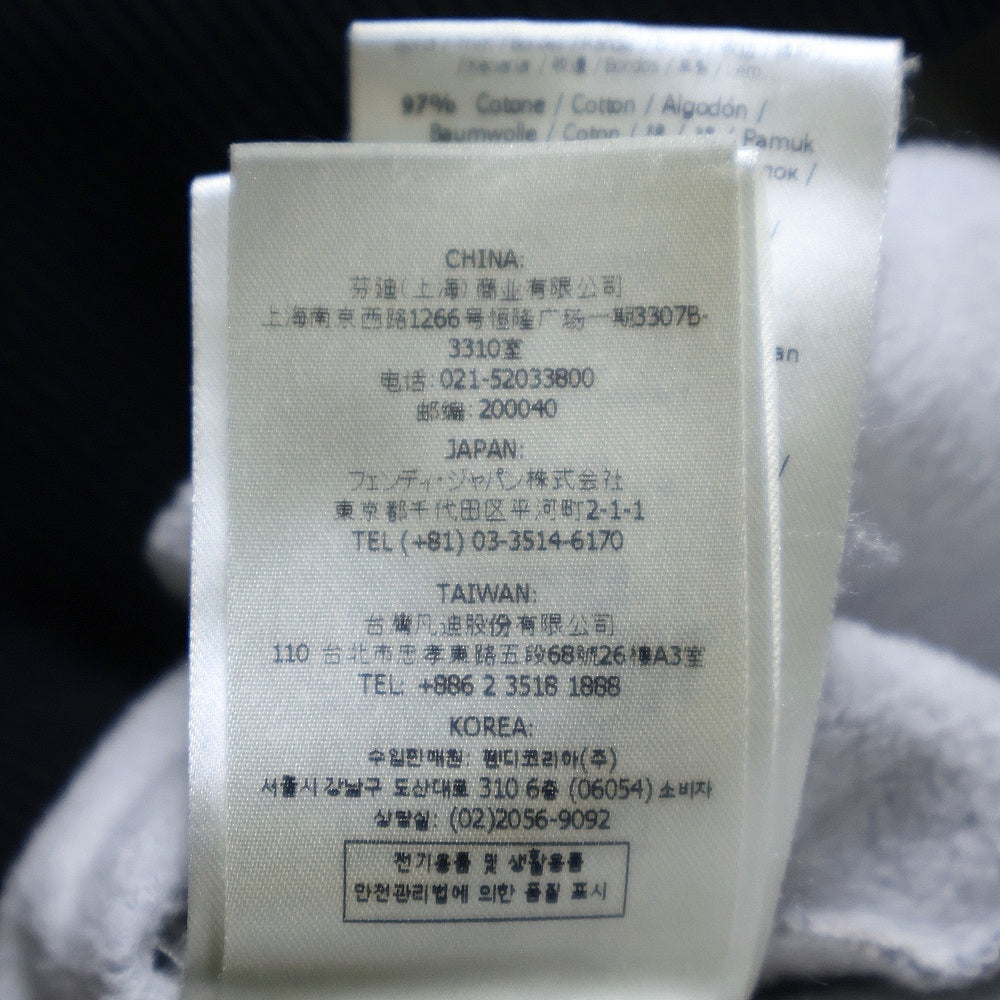 97% Cotone / Cotton / Algodón /
Baumwolle / Coton / 棉 / 綿 / Pamuk
/
an
/
CHINA:
芬迪(上海)商业有限公司
上海南京西路1266号恒隆广场一期3307B-
3310室
电话: 021-52033800
邮编: 200040
JAPAN:
フェンディ・ジャパン株式会社
東京都千代田区平河町2-1-1
TEL (+81) 03-3514-6170
TAIWAN:
台灣凡迪股份有限公司
110 台北市忠孝東路五段68號26樓A3室
TEL: +886 2 3518 1888
KOREA:
수입판매원: 펜디코리아(주)
서울시 강남구 도산대로 310 6층 (06054) 소비자
상담실: (02)2056-9092
전기용품 및 생활용품
안전관리법에 의한 품질 표시